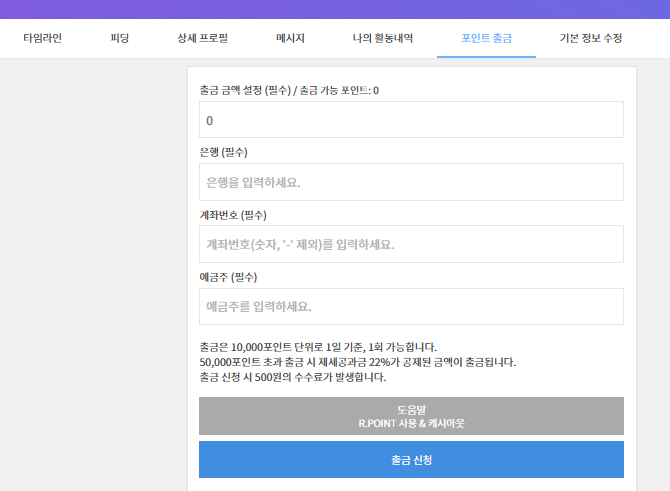 타임라인 피딩 상세 프로필 메시지 나의 활동내역 포인트 출금 기본 정보 수정
출금 금액 설정 (필수) / 출금 가능 포인트: 0
0
은행 (필수)
은행을 입력하세요.
계좌번호 (필수)
계좌번호(숫자, '-' 제외)를 입력하세요.
예금주 (필수)
예금주를 입력하세요.
출금은 10,000포인트 단위로 1일 기준, 1회 가능합니다.
50,000포인트 초과 출금 시 제세공과금 22%가 공제된 금액이 출금됩니다.
출금 신청 시 500원의 수수료가 발생합니다.
도움말
R.POINT 사용 & 캐시아웃
출금 신청